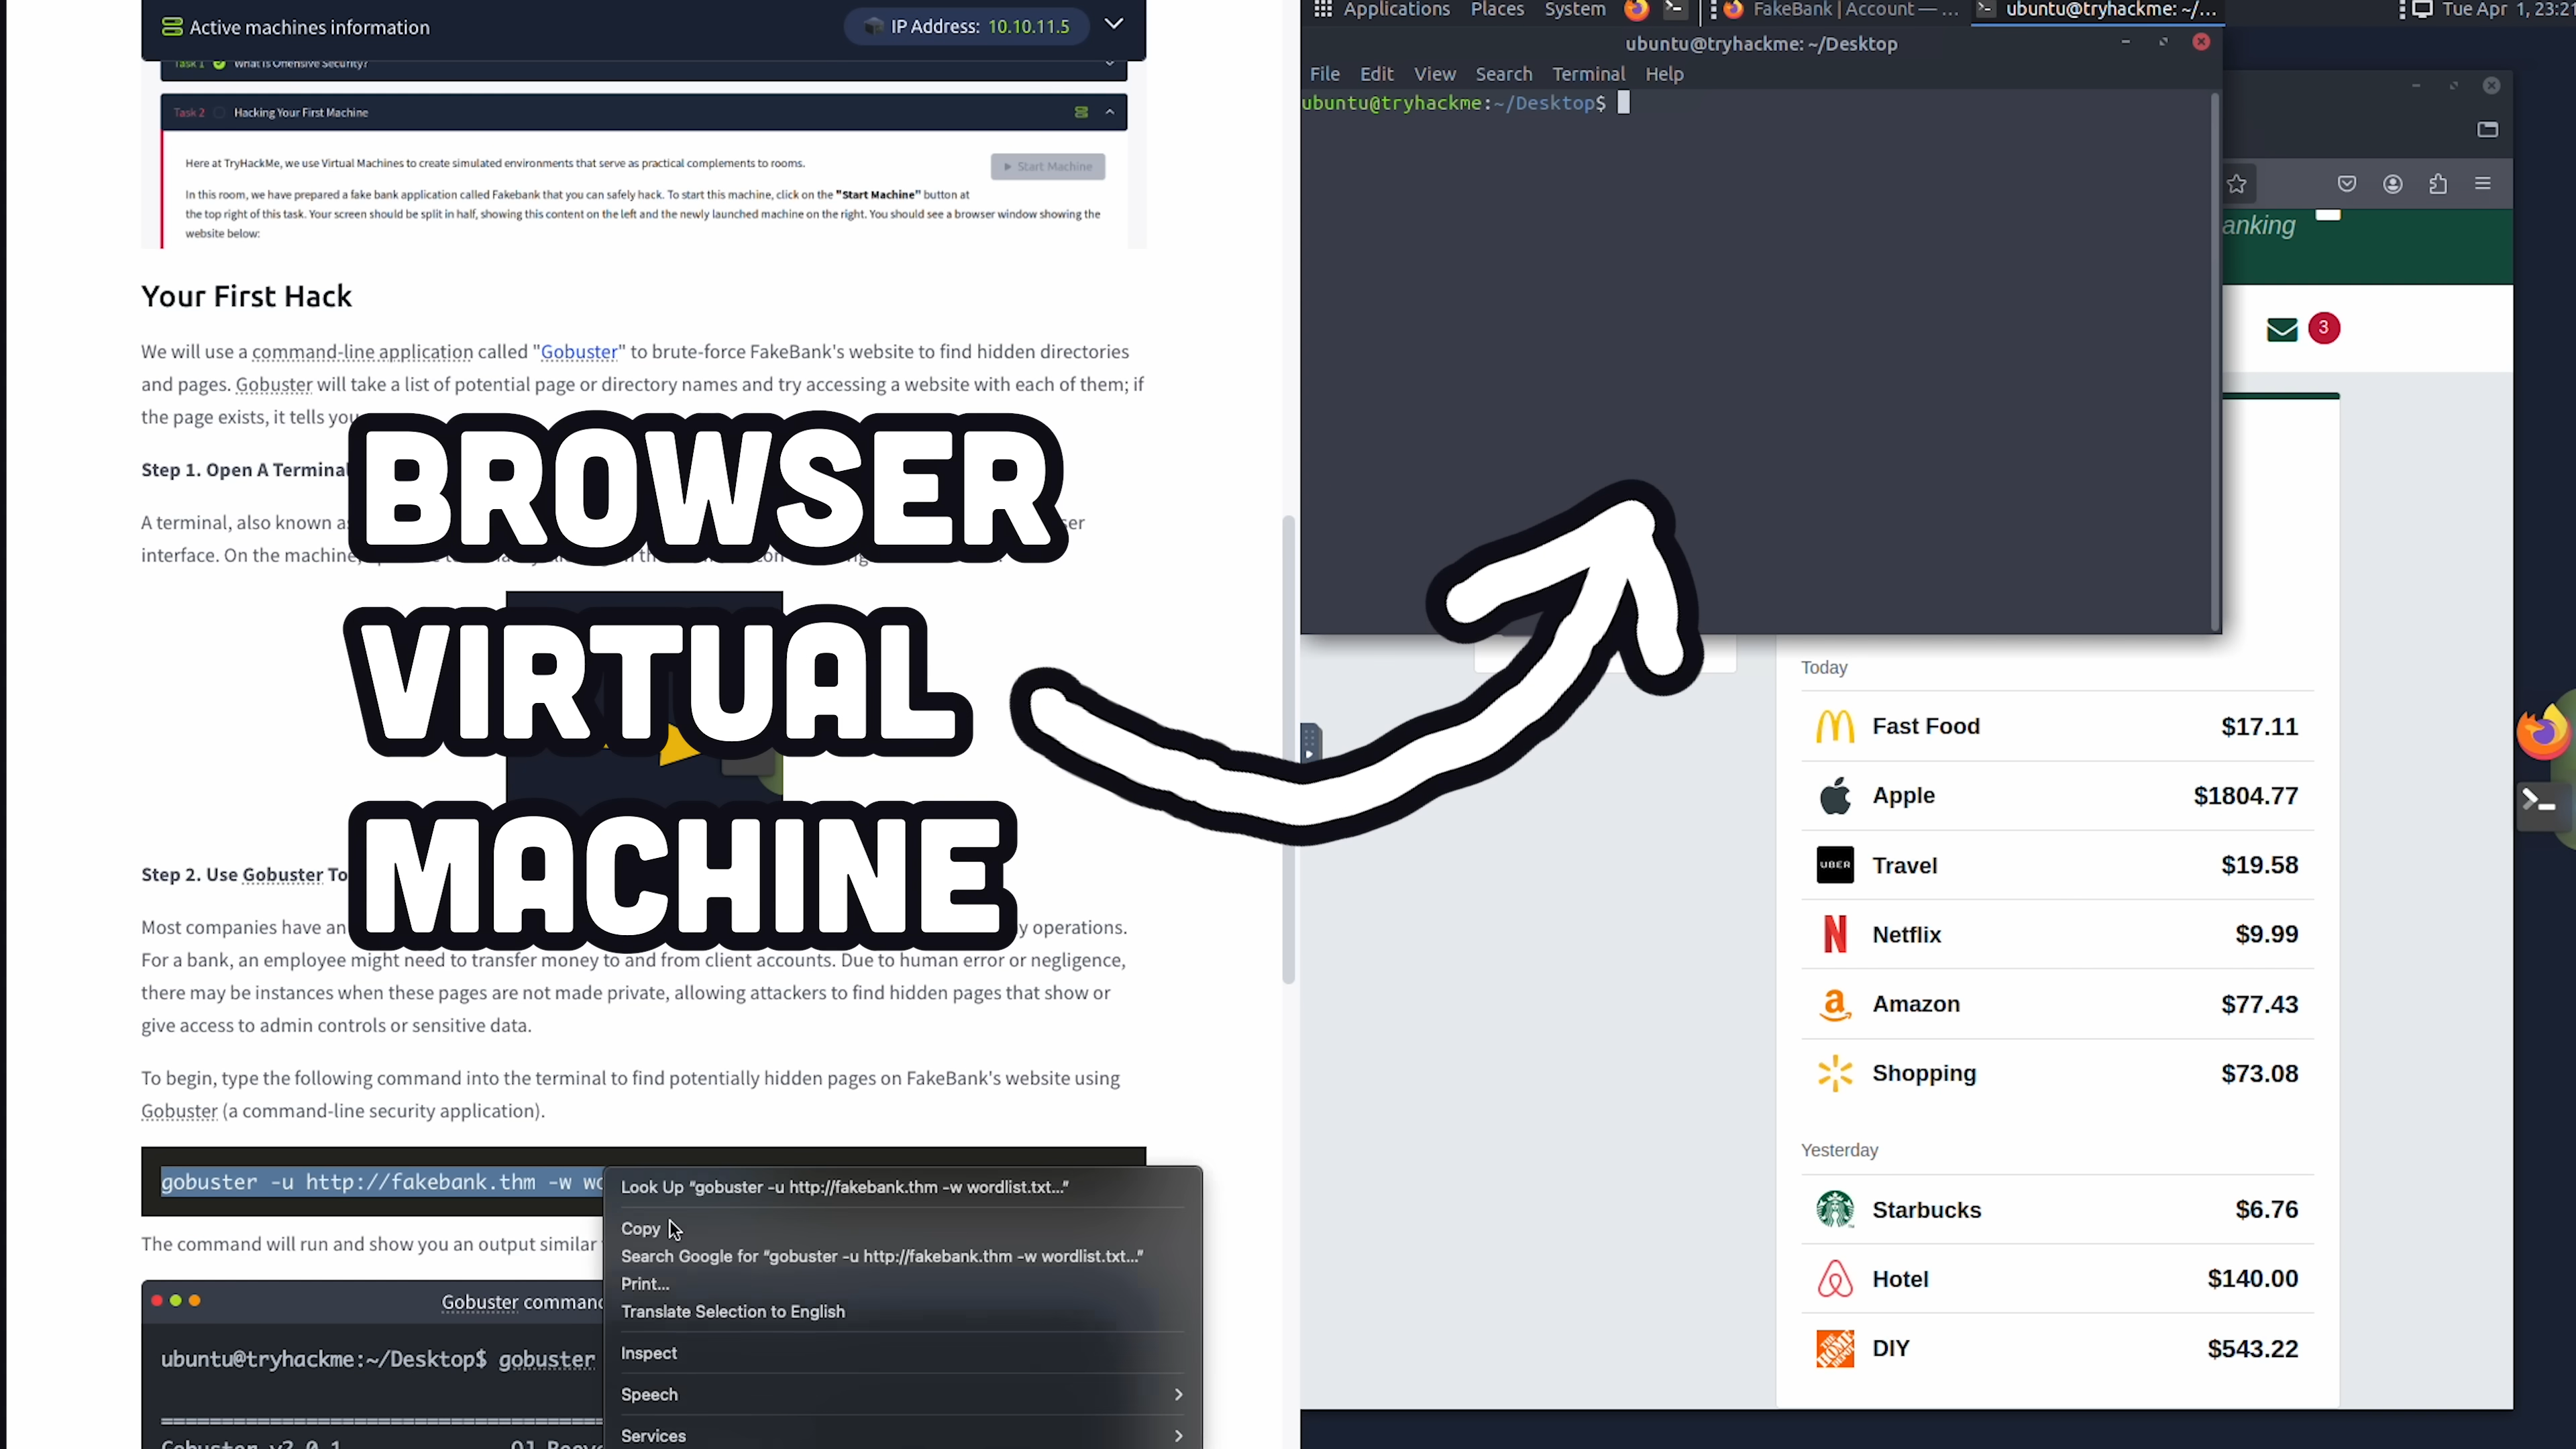 Active machines information
IP Address: 10.10.11.5
Task 1 What is Offensive Security?
Task 2 Hacking Your First Machine
Here at TryHackMe, we use Virtual Machines to create simulated environments that serve as practical complements to rooms.
Start Machine
In this room, we have prepared a fake bank application called Fakebank that you can safely hack. To start this machine, click on the "Start Machine" button at
the top right of this task. Your screen should be split in half, showing this content on the left and the newly launched machine on the right. You should see a browser window showing the
website below:
Your First Hack
We will use a command-line application called "Gobuster" to brute-force FakeBank's website to find hidden directories
and pages. Gobuster will take a list of potential page or directory names and try accessing a website with each of them; if
the page exists, it tells you
Step 1. Open A Terminal
A terminal, also known as
interface. On the machine,
BROWSER
VIRTUAL
MACHINE
Step 2. Use Gobuster To
Most companies have an
y operations.
For a bank, an employee might need to transfer money to and from client accounts. Due to human error or negligence,
there may be instances when these pages are not made private, allowing attackers to find hidden pages that show or
give access to admin controls or sensitive data.
To begin, type the following command into the terminal to find potentially hidden pages on FakeBank's website using
Gobuster (a command-line security application).
gobuster -u http://fakebank.thm -w wo
The command will run and show you an output similar
Gobuster command
ubuntu@tryhackme:~/Desktop$ gobuster
Look Up “gobuster -u http://fakebank.thm -w wordlist.txt...”
Copy
Search Google for “gobuster -u http://fakebank.thm -w wordlist.txt...”
Print...
Translate Selection to English
Inspect
Speech
Services
Applications Places System FakeBank | Account — ... ubuntu@tryhackme: ~/... Tue Apr 1, 23:21
ubuntu@tryhackme: ~/Desktop
File Edit View Search Terminal Help
ubuntu@tryhackme:~/Desktop$
anking
3
Today
Fast Food $17.11
Apple $1804.77
UBER Travel $19.58
Netflix $9.99
Amazon $77.43
Shopping $73.08
Yesterday
Starbucks $6.76
Hotel $140.00
THE HOME DEPOT DIY $543.22